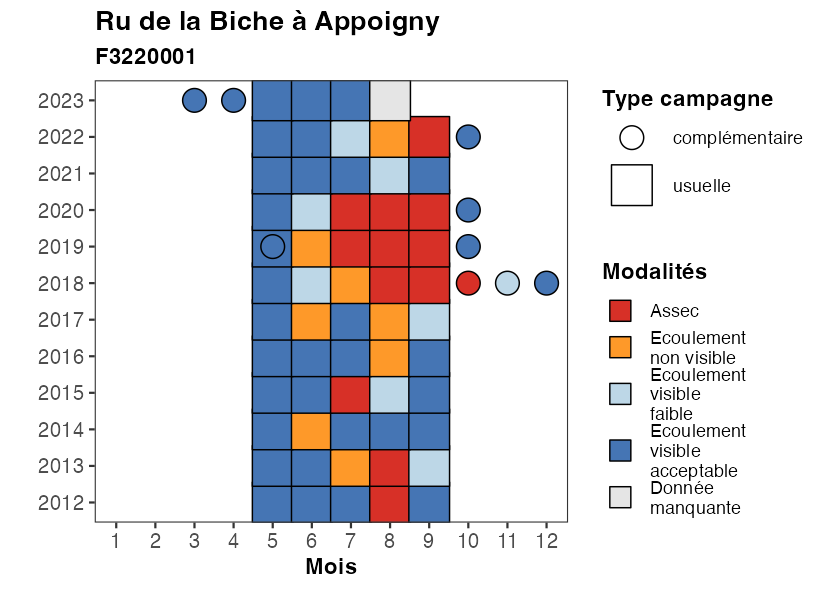 Ru de la Biche à Appoigny
F3220001
2023
2022
2021
2020
2019
2018
2017
2016
2015
2014
2013
2012
1 2 3 4 5 6 7 8 9 10 11 12
Mois
Type campagne
complémentaire
usuelle
Modalités
Assec
Ecoulement
non visible
Ecoulement
visible
faible
Ecoulement
visible
acceptable
Donnée
manquante